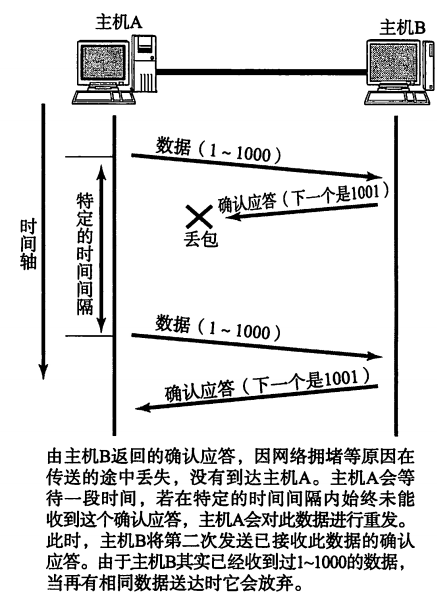 主机A
主机B
数据（1～1000）
确认应答（下一个是1001）
丢包
特定的时间间隔
时间轴
数据（1～1000）
确认应答（下一个是1001）
由主机B返回的确认应答，因网络拥堵等原因在
传送的途中丢失，没有到达主机A。主机A会等
待一段时间，若在特定的时间间隔内始终未能
收到这个确认应答，主机A会对此数据进行重发。
此时，主机B将第二次发送已接收此数据的确认
应答。由于主机B其实已经收到过1~1000的数据，
当再有相同数据送达时它会放弃。